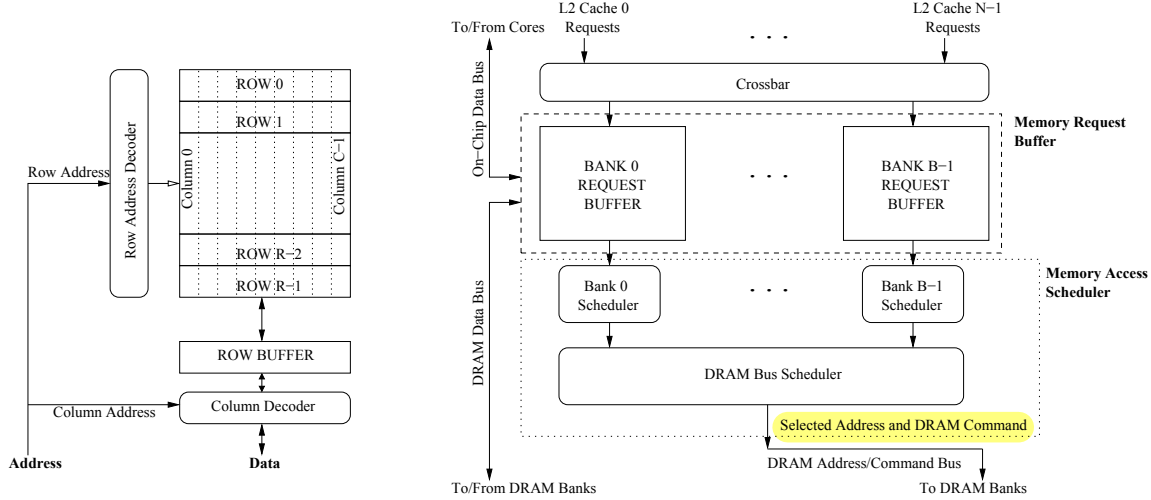 ROW 0
ROW 1
Column 0
Column C−1
ROW R−2
ROW R−1
Row Address Decoder
Row Address
ROW BUFFER
Column Decoder
Column Address
Address
Data
L2 Cache 0
Requests
. . .
L2 Cache N−1
Requests
To/From Cores
Crossbar
On−Chip Data Bus
Memory Request
Buffer
BANK 0
REQUEST
BUFFER
. . .
BANK B−1
REQUEST
BUFFER
Memory Access
Scheduler
Bank 0
Scheduler
. . .
Bank B−1
Scheduler
DRAM Data Bus
DRAM Bus Scheduler
Selected Address and DRAM Command
DRAM Address/Command Bus
To/From DRAM Banks
To DRAM Banks